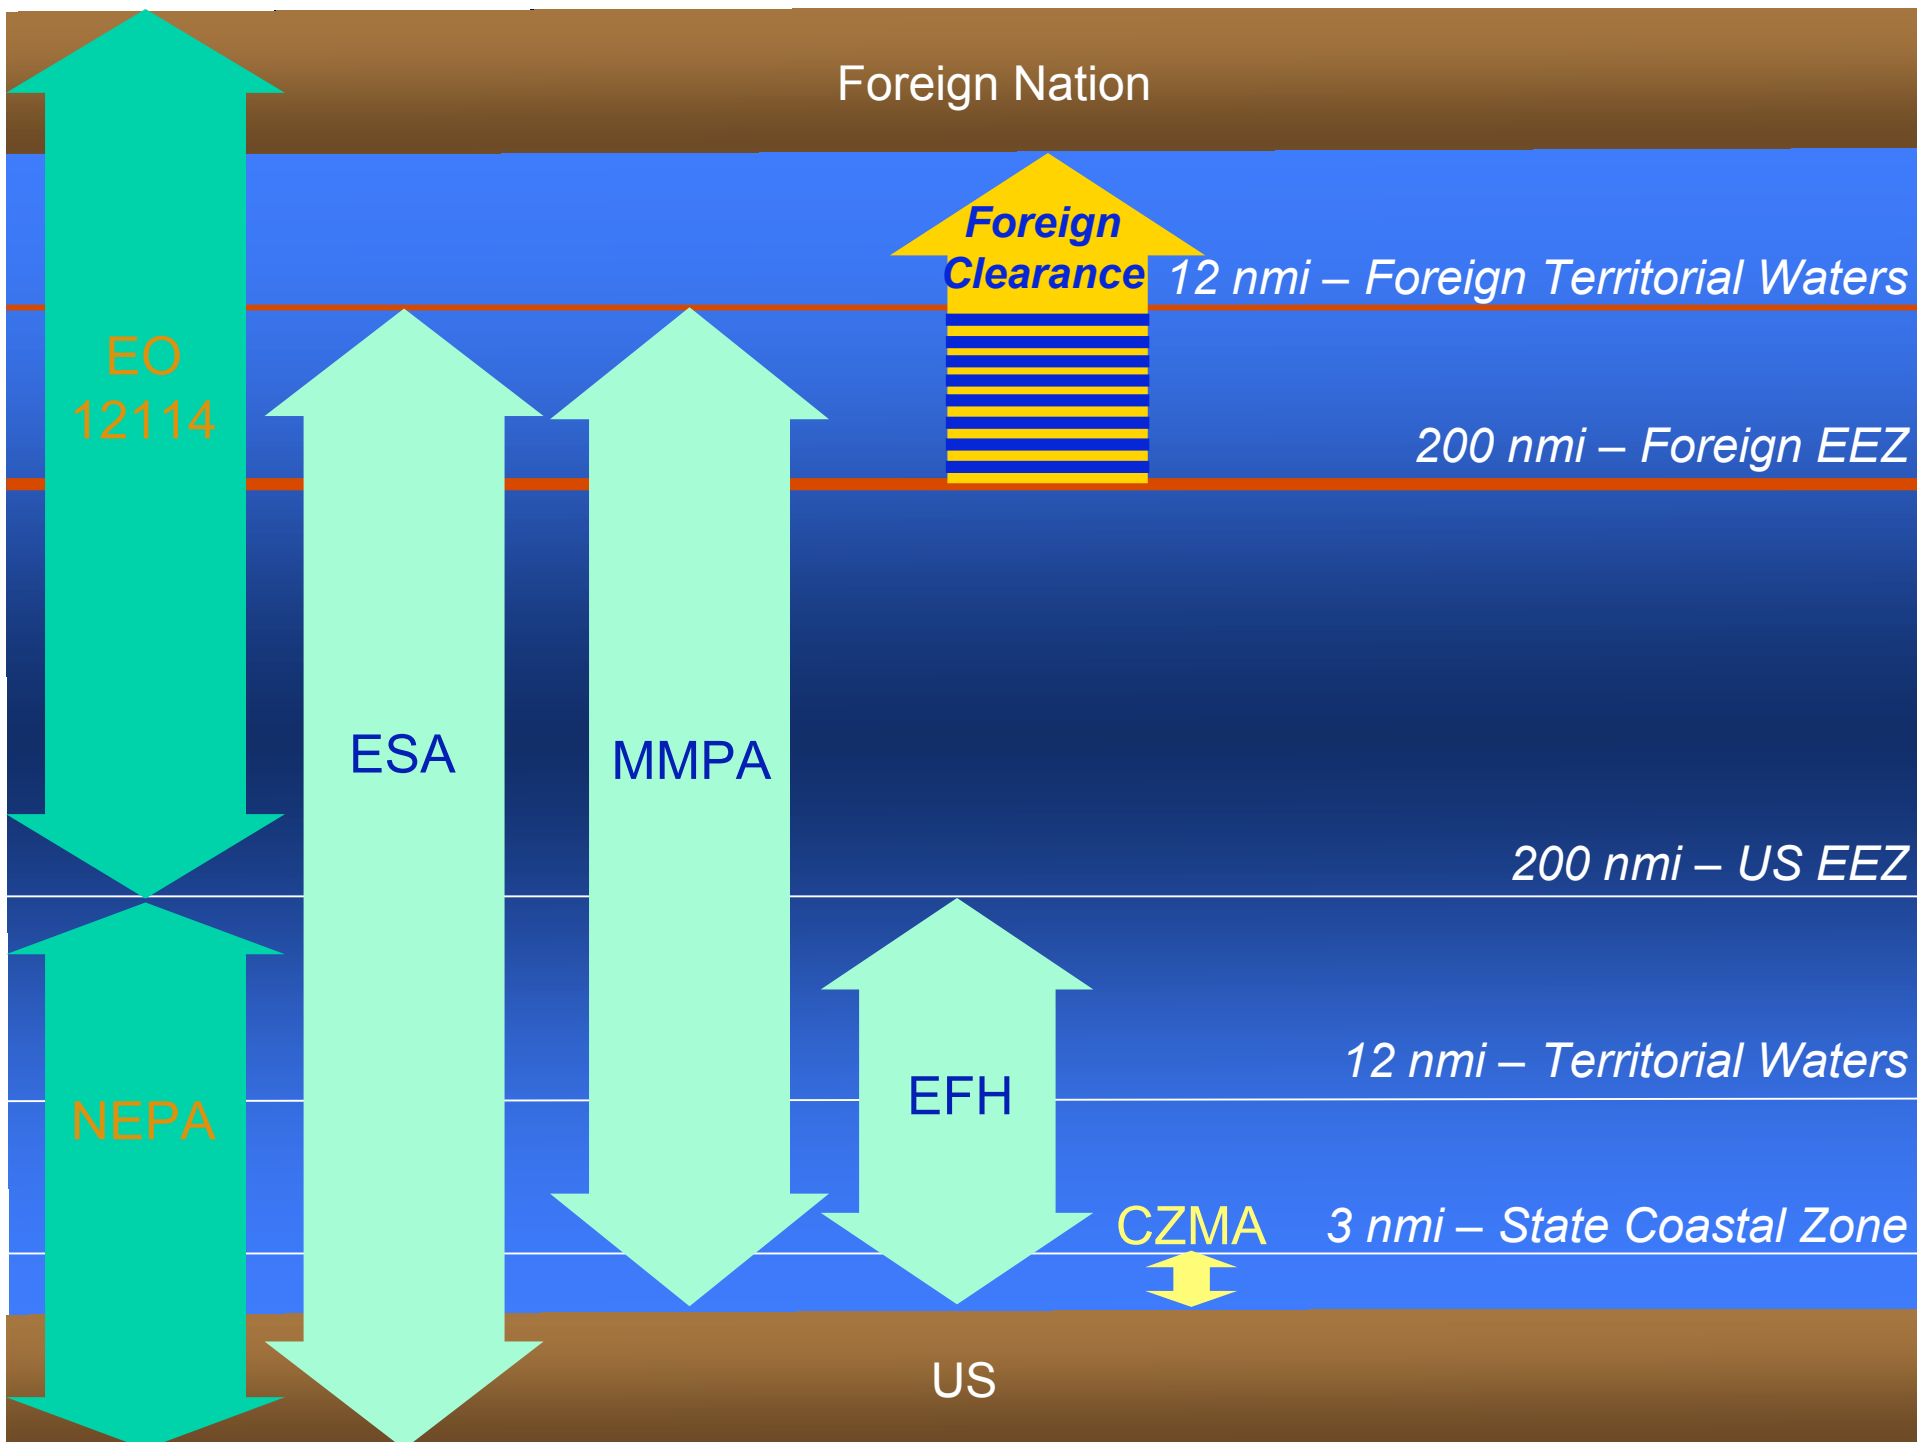 Foreign Nation
Foreign
Clearance
12 nmi – Foreign Territorial Waters
EO
12114
200 nmi – Foreign EEZ
ESA
MMPA
200 nmi – US EEZ
12 nmi – Territorial Waters
EFH
NEPA
CZMA
3 nmi – State Coastal Zone
US